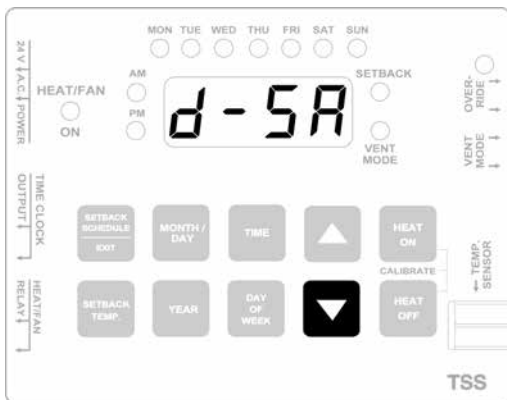 MON TUE WED THU FRI SAT SUN
24 V A.C. POWER
HEAT/FAN
ON
AM
PM
d-SA
SETBACK
VENT
MODE
OVER-
RIDE
VENT
MODE
TIME CLOCK
OUTPUT
SETBACK
SCHEDULE
EXIT
MONTH /
DAY
TIME
HEAT
ON
CALIBRATE
TEMP.
SENSOR
HEAT/FAN
RELAY
SETBACK
TEMP.
YEAR
DAY
OF
WEEK
HEAT
OFF
TSS